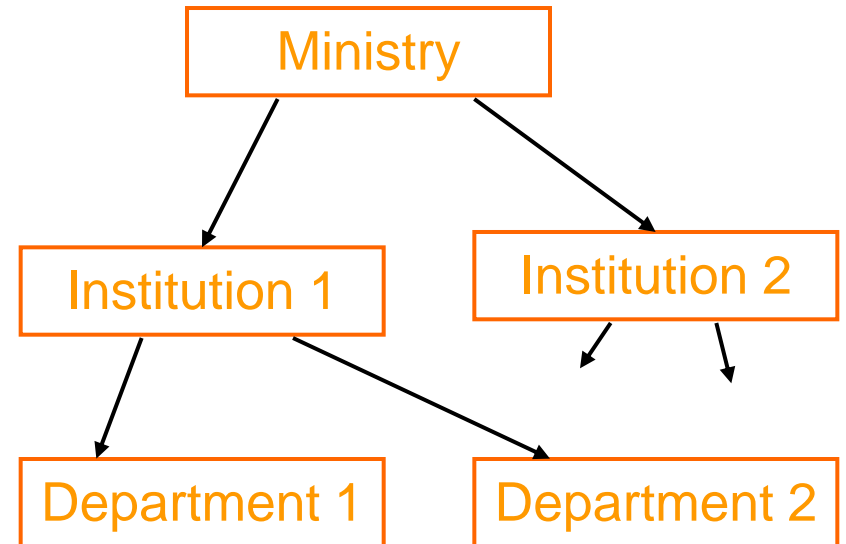 Ministry
Institution 1
Institution 2
Department 1
Department 2